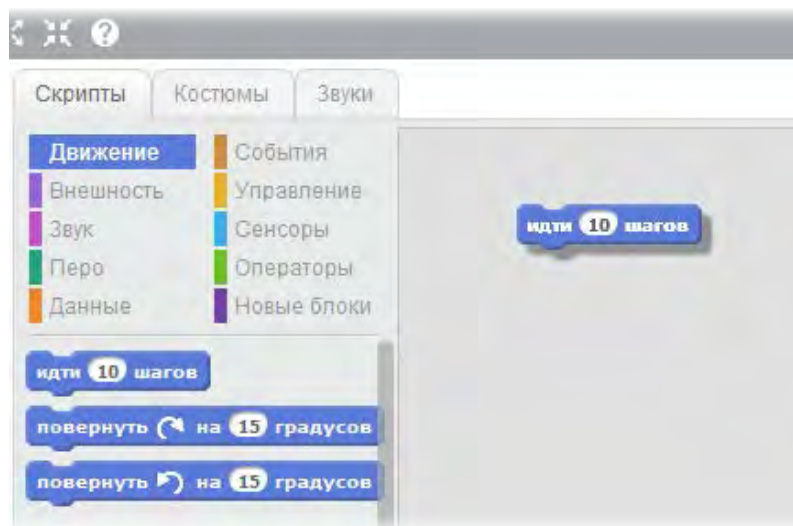 Скрипты Костюмы Звуки
Движение События
Внешность Управление
Звук Сенсоры
Перо Операторы
Данные Новые блоки
идти 10 шагов
идти 10 шагов
повернуть на 15 градусов
повернуть на 15 градусов